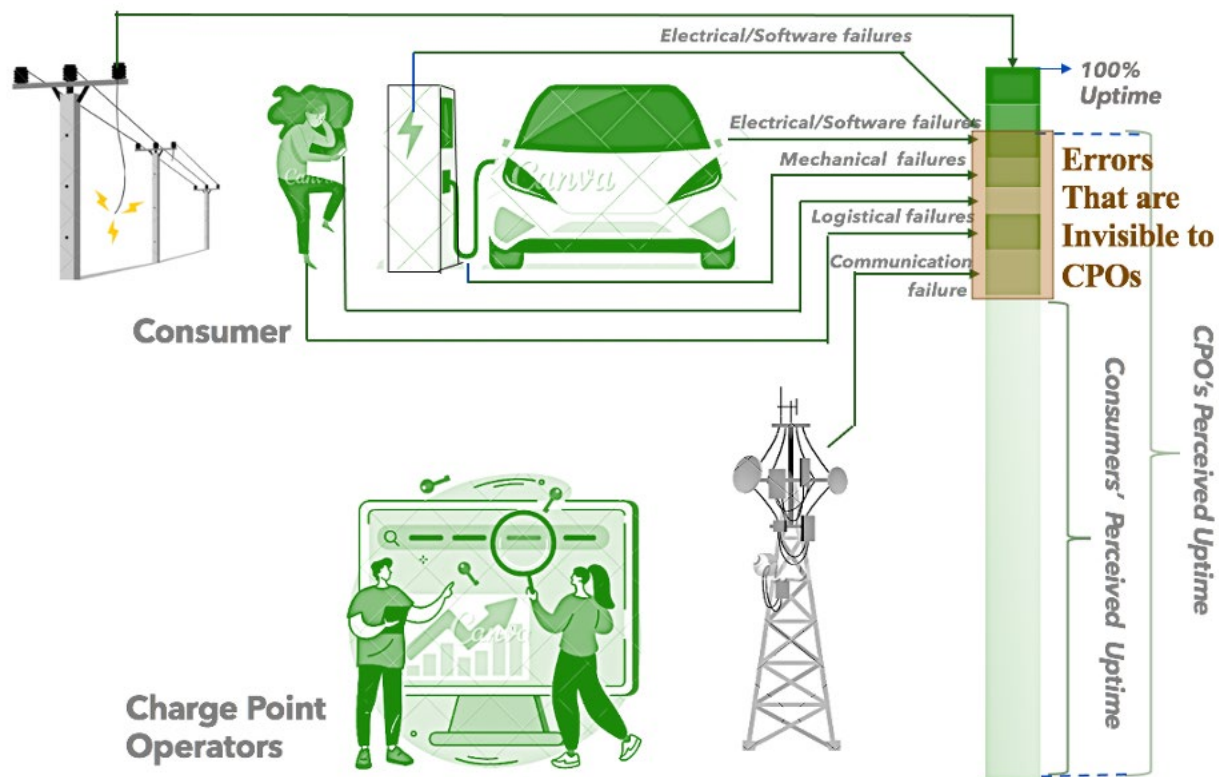 Electrical/Software failures
100%
Uptime
Electrical/Software failures
Mechanical failures
Logistical failures
Communication
failure
Errors
That are
Invisible to
CPOs
Canva
Canva
Consumer
CPO's Perceived Uptime
Consumers' Perceived Uptime
Canva
Charge Point
Operators